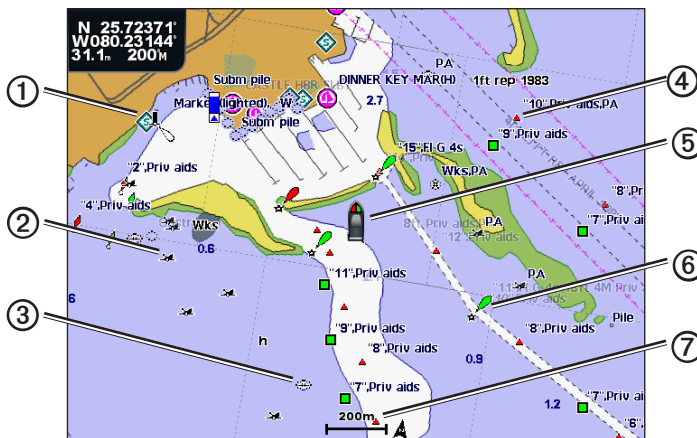 N 25.72371°
W080.23144°
31.1m 200M
PA
Subm pile
DINNER KEY MAR(H)
1ft rep 1983
①
④
2.7
"10",Priv aids,PA
Marker(lighted),
W
Subm pile
"9",Priv aids
"15"Fl G 4s
⑤
"2",Priv aids
Wks,PA
"8",Pr
"4",Priv aids
②
Wks
8ft
PA
"7",Priv ai
12
0.6
PA
⑥
"11",Priv aids
③
Pile
6
"9",Priv aids
"8",Priv aids
h
"8",Priv aids
⑦
0.9
"7",Priv aids
"7",Priv ai
1.2
200m
"6",